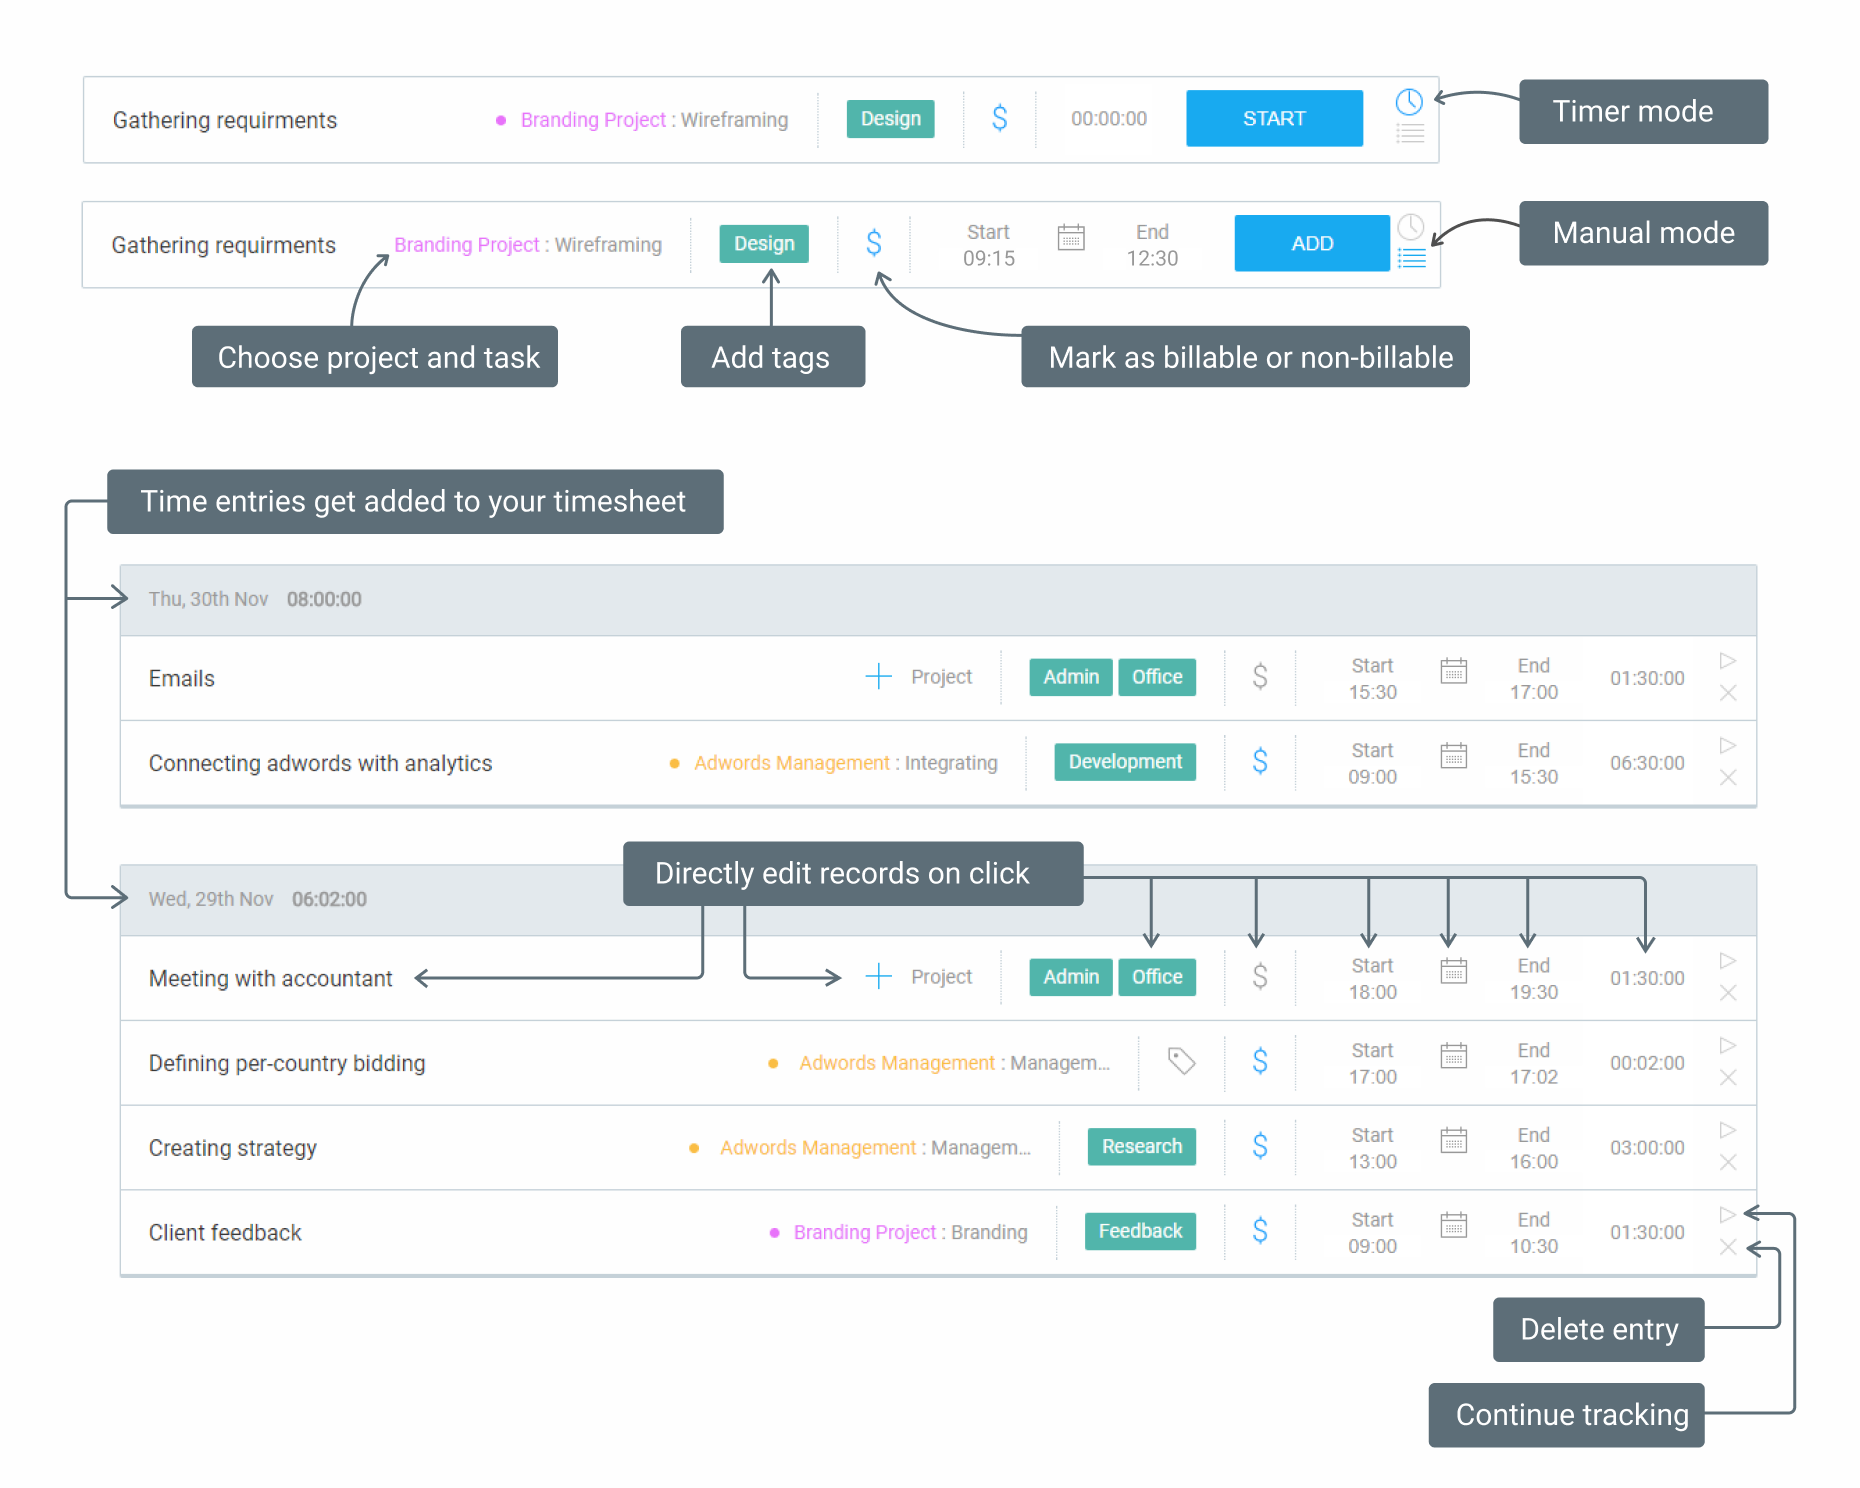 Gathering requirments
Branding Project : Wireframing
Design
$
00:00:00
START
Timer mode
Gathering requirments
Branding Project : Wireframing
Design
$
Start
09:15
End
12:30
ADD
Manual mode
Choose project and task
Add tags
Mark as billable or non-billable
Time entries get added to your timesheet
Thu, 30th Nov 08:00:00
Emails
Project
Admin
Office
$
Start
15:30
End
17:00
01:30:00
Connecting adwords with analytics
Adwords Management : Integrating
Development
$
Start
09:00
End
15:30
06:30:00
Directly edit records on click
Wed, 29th Nov 06:02:00
Meeting with accountant
Project
Admin
Office
$
Start
18:00
End
19:30
01:30:00
Defining per-country bidding
Adwords Management : Managem...
$
Start
17:00
End
17:02
00:02:00
Creating strategy
Adwords Management : Managem...
Research
$
Start
13:00
End
16:00
03:00:00
Client feedback
Branding Project : Branding
Feedback
$
Start
09:00
End
10:30
01:30:00
Delete entry
Continue tracking